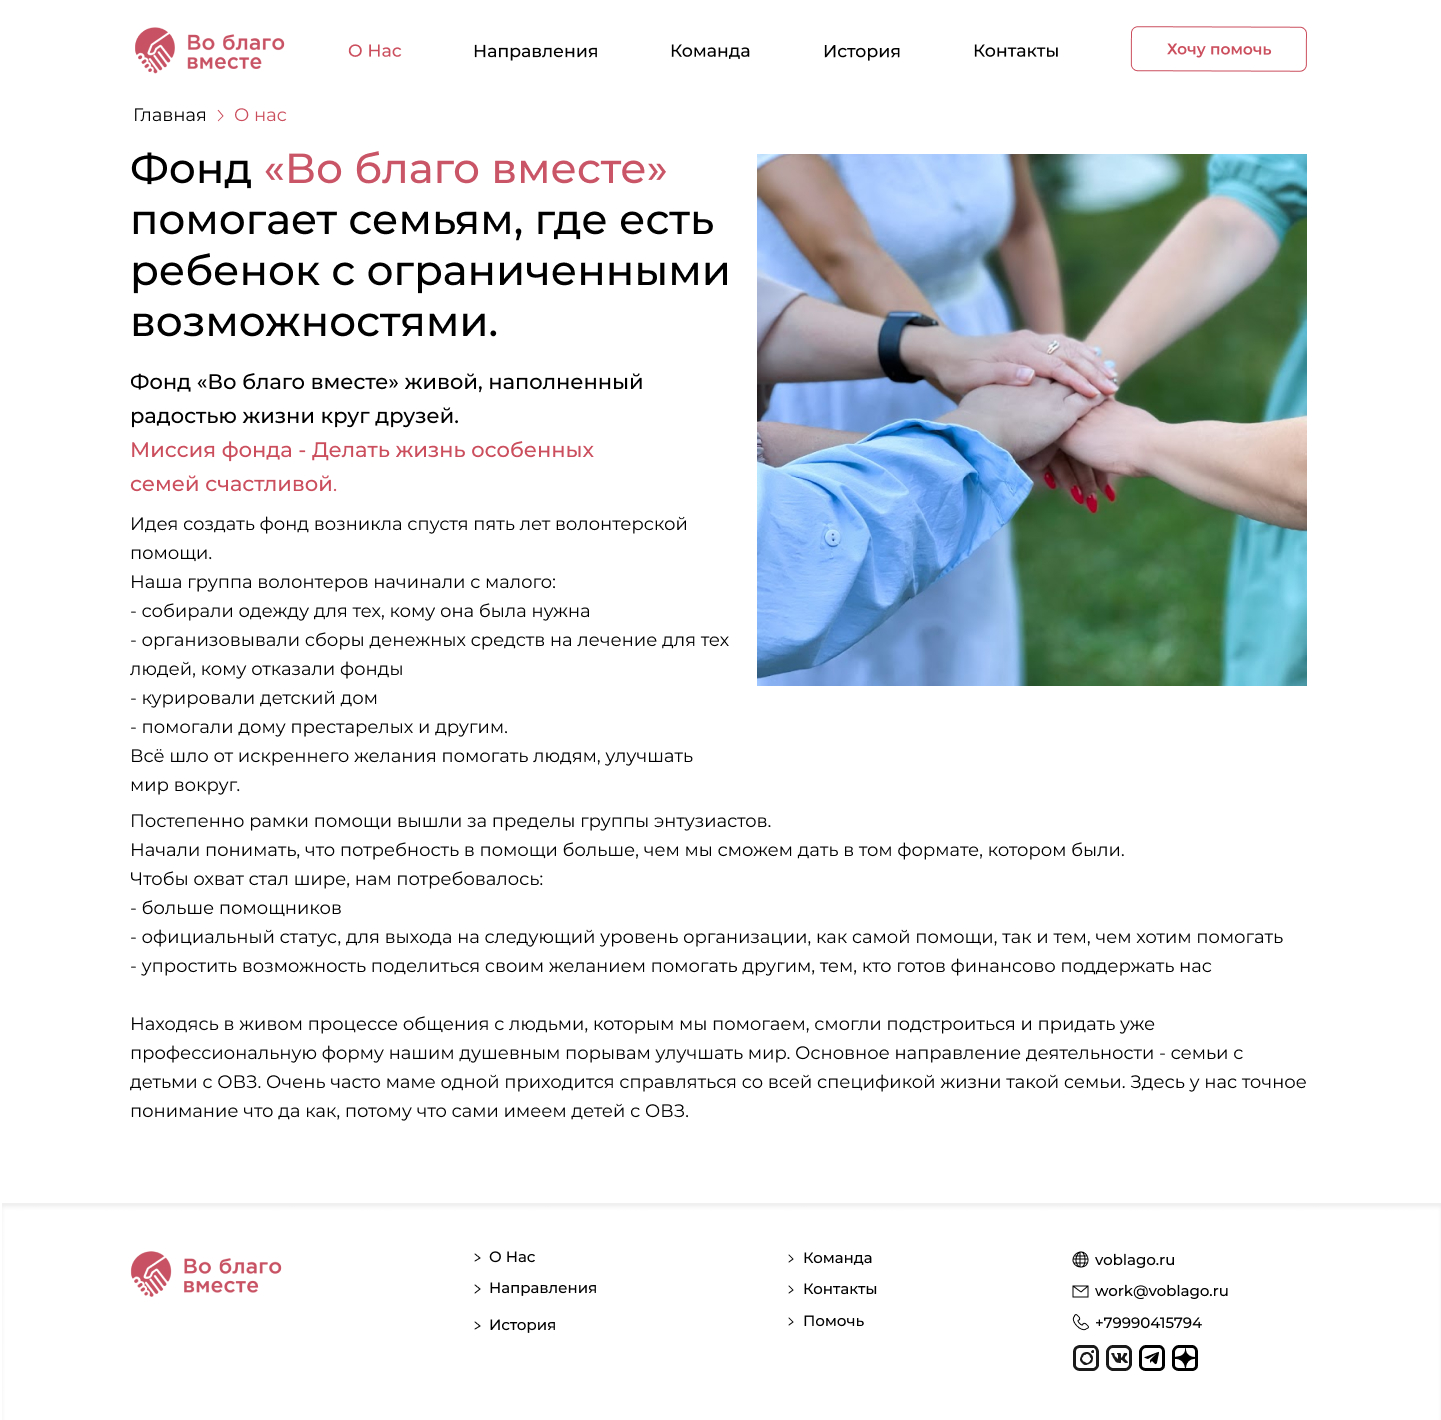 Во благо
вместе
О Нас
Направления
Команда
История
Контакты
Хочу помочь
Главная
О нас
Фонд «Во благо вместе»
помогает семьям, где есть
ребенок с ограниченными
возможностями.
Фонд «Во благо вместе» живой, наполненный
радостью жизни круг друзей.
Миссия фонда - Делать жизнь особенных
семей счастливой.
Идея создать фонд возникла спустя пять лет волонтерской
помощи.
Наша группа волонтеров начинали с малого:
- собирали одежду для тех, кому она была нужна
- организовывали сборы денежных средств на лечение для тех
людей, кому отказали фонды
- курировали детский дом
- помогали дому престарелых и другим.
Всё шло от искреннего желания помогать людям, улучшать
мир вокруг.
Постепенно рамки помощи вышли за пределы группы энтузиастов.
Начали понимать, что потребность в помощи больше, чем мы сможем дать в том формате, котором были.
Чтобы охват стал шире, нам потребовалось:
- больше помощников
- официальный статус, для выхода на следующий уровень организации, как самой помощи, так и тем, чем хотим помогать
- упростить возможность поделиться своим желанием помогать другим, тем, кто готов финансово поддержать нас
Находясь в живом процессе общения с людьми, которым мы помогаем, смогли подстроиться и придать уже
профессиональную форму нашим душевным порывам улучшать мир. Основное направление деятельности - семьи с
детьми с ОВЗ. Очень часто маме одной приходится справляться со всей спецификой жизни такой семьи. Здесь у нас точное
понимание что да как, потому что сами имеем детей с ОВЗ.
Во благо
вместе
О Нас
Направления
История
Команда
Контакты
Помочь
voblago.ru
work@voblago.ru
+79990415794